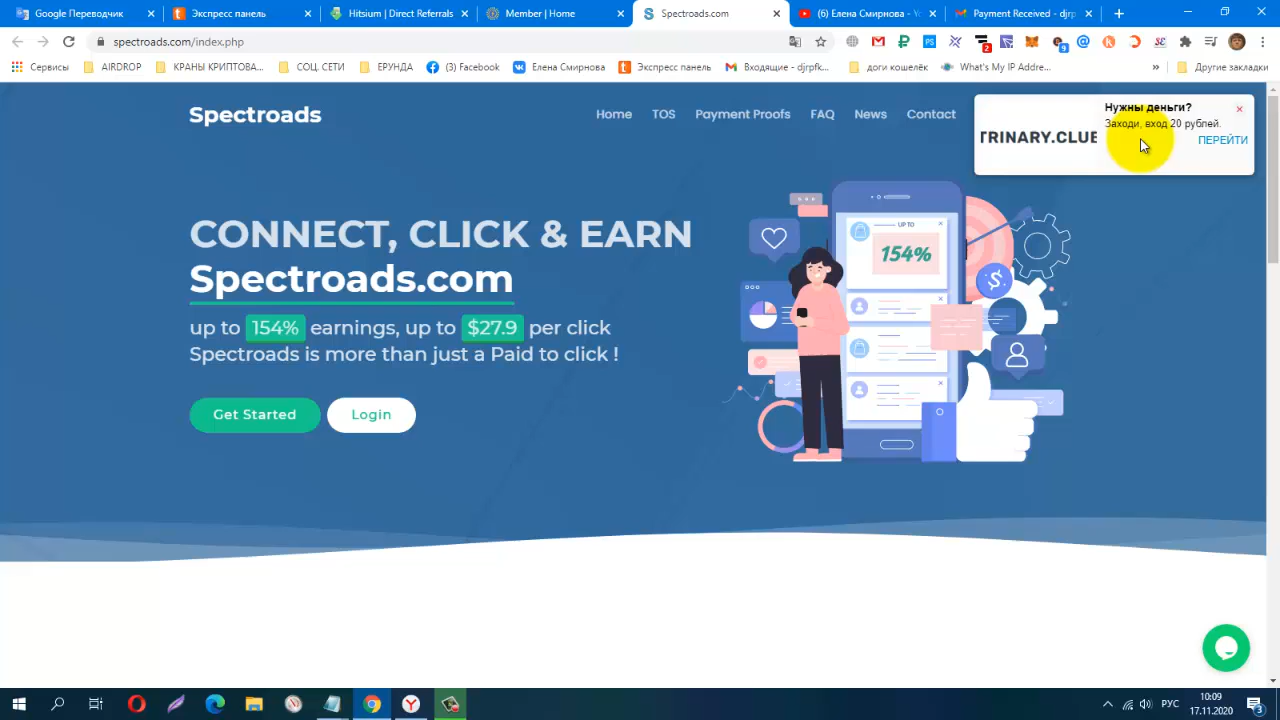 Google Переводчик
Экспресс панель
Hitsium | Direct Referrals
Member | Home
Spectroads.com
(6) Елена Смирнова - Yo
Payment Received - djrp
spectroads.com/index.php
Сервисы
AIRDROP
КРАНЫ КРИПТОВА...
СОЦ. СЕТИ
ЕРУНДА
(3) Facebook
Елена Смирнова
Экспресс панель
Входящие - djrpfk...
доги кошелёк
What's My IP Addre...
»
Другие закладки
Spectroads
Home
TOS
Payment Proofs
FAQ
News
Contact
TRINARY.CLUB
Нужны деньги?
Заходи, вход 20 рублей.
ПЕРЕЙТИ
CONNECT, CLICK & EARN
Spectroads.com
up to 154% earnings, up to $27.9 per click
Spectroads is more than just a Paid to click !
Get Started
Login
UP TO
154%
РУС
10:09
17.11.2020